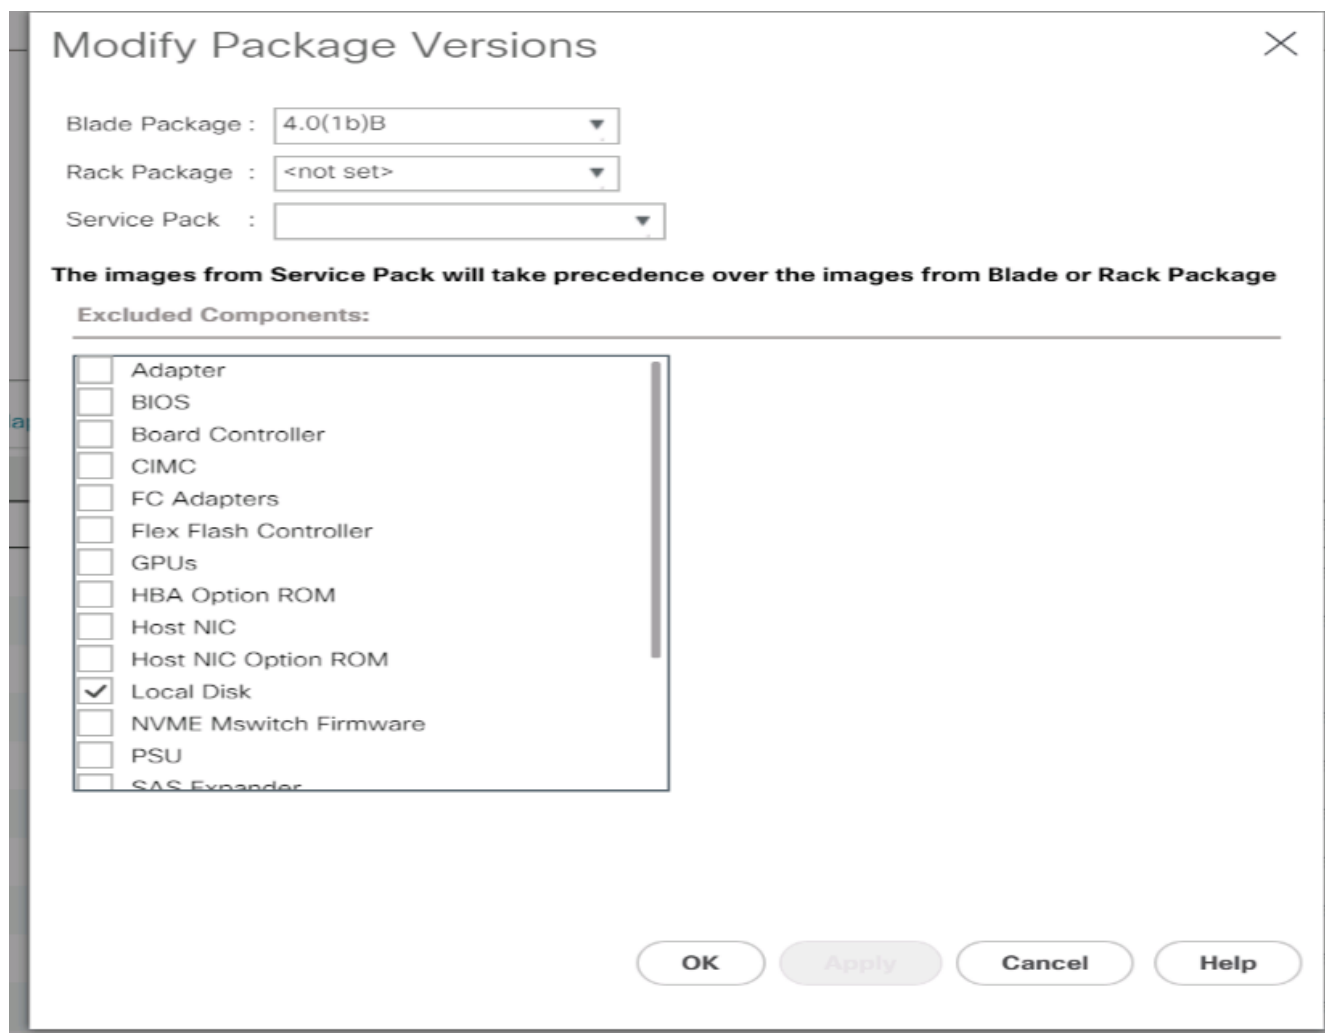 Modify Package Versions
Blade Package : 4.0(1b)B
Rack Package : <not set>
Service Pack :
The images from Service Pack will take precedence over the images from Blade or Rack Package
Excluded Components:
Adapter
BIOS
Board Controller
CIMC
FC Adapters
Flex Flash Controller
GPUs
HBA Option ROM
Host NIC
Host NIC Option ROM
Local Disk
NVME Mswitch Firmware
PSU
SAS Expander
OK Apply Cancel Help